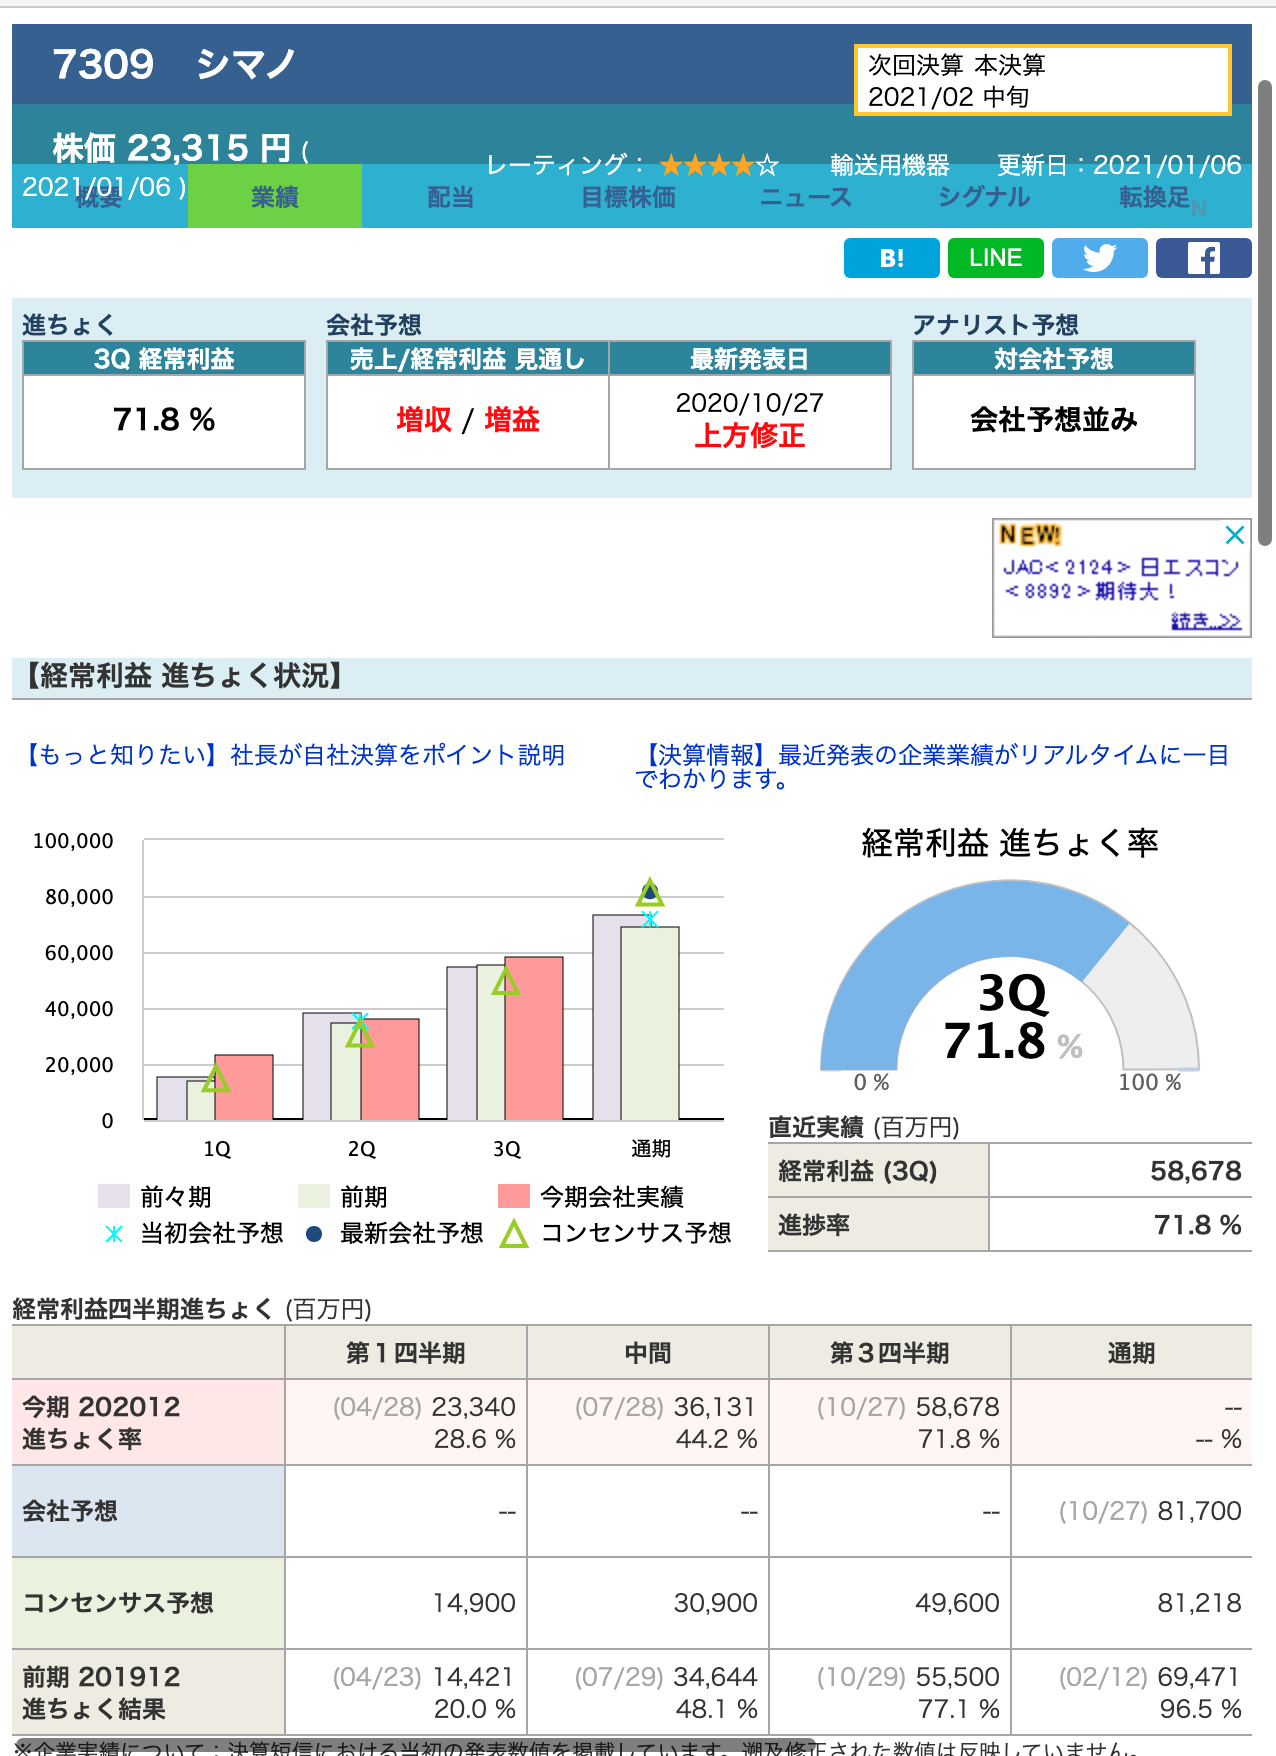 7309　シマノ
次回決算 本決算
2021/02 中旬
株価 23,315 円 (
2021/01/06 )
レーティング： ★★★★☆
輸送用機器
更新日：2021/01/06
概要 業績 配当 目標株価 ニュース シグナル 転換足 N
B! LINE
進ちょく
会社予想
アナリスト予想
3Q 経常利益
売上/経常利益 見通し
最新発表日
対会社予想
71.8 %
増収 / 増益
2020/10/27
上方修正
会社予想並み
NEW!
JAC<2124>日エスコン
<8892>期待大！
続き..>>
【経常利益 進ちょく状況】
【もっと知りたい】社長が自社決算をポイント説明
【決算情報】最近発表の企業業績がリアルタイムに一目
でわかります。
100,000
80,000
60,000
40,000
20,000
0
1Q 2Q 3Q 通期
前々期 前期 今期会社実績
当初会社予想 最新会社予想 コンセンサス予想
経常利益 進ちょく率
3Q
71.8 %
0 % 100 %
直近実績 (百万円)
経常利益 (3Q) 58,678
進捗率 71.8 %
経常利益四半期進ちょく (百万円)
第１四半期 中間 第３四半期 通期
今期 202012 (04/28) 23,340 (07/28) 36,131 (10/27) 58,678 --
進ちょく率 28.6 % 44.2 % 71.8 % -- %
会社予想 -- -- -- (10/27) 81,700
コンセンサス予想 14,900 30,900 49,600 81,218
前期 201912 (04/23) 14,421 (07/29) 34,644 (10/29) 55,500 (02/12) 69,471
進ちょく結果 20.0 % 48.1 % 77.1 % 96.5 %
※企業実績について：決算短信における当初の発表数値を掲載しています。遡及修正された数値は反映していません。